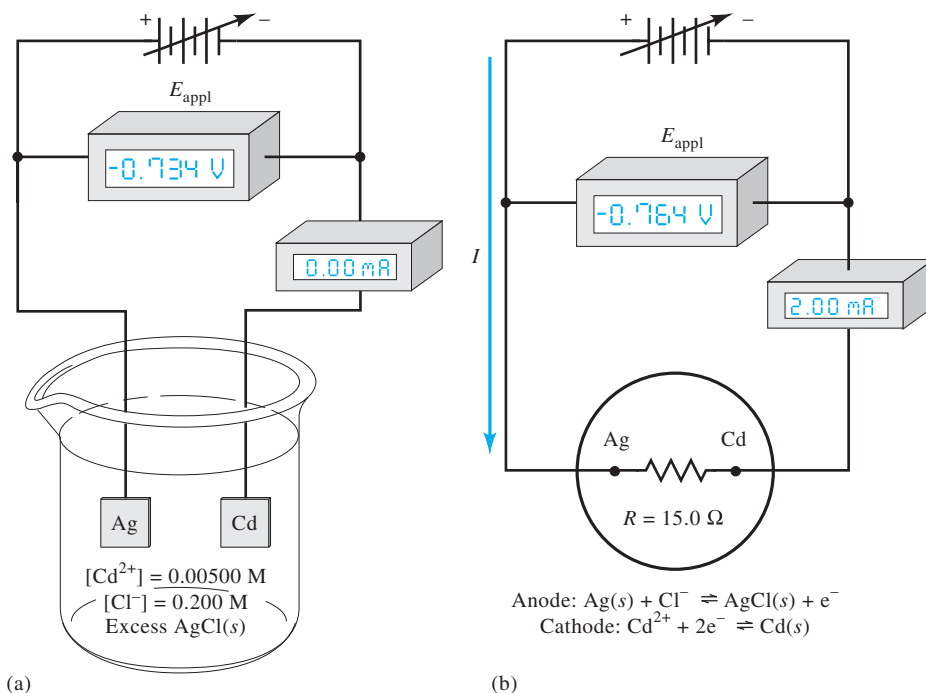 + −
E_appl
-0.734 V
0.00 mA
Ag Cd
[Cd²⁺] = 0.00500 M
[Cl⁻] = 0.200 M
Excess AgCl(s)
(a)
+ −
E_appl
-0.764 V
I
2.00 mA
Ag Cd
R = 15.0 Ω
Anode: Ag(s) + Cl⁻ ⇌ AgCl(s) + e⁻
Cathode: Cd²⁺ + 2e⁻ ⇌ Cd(s)
(b)